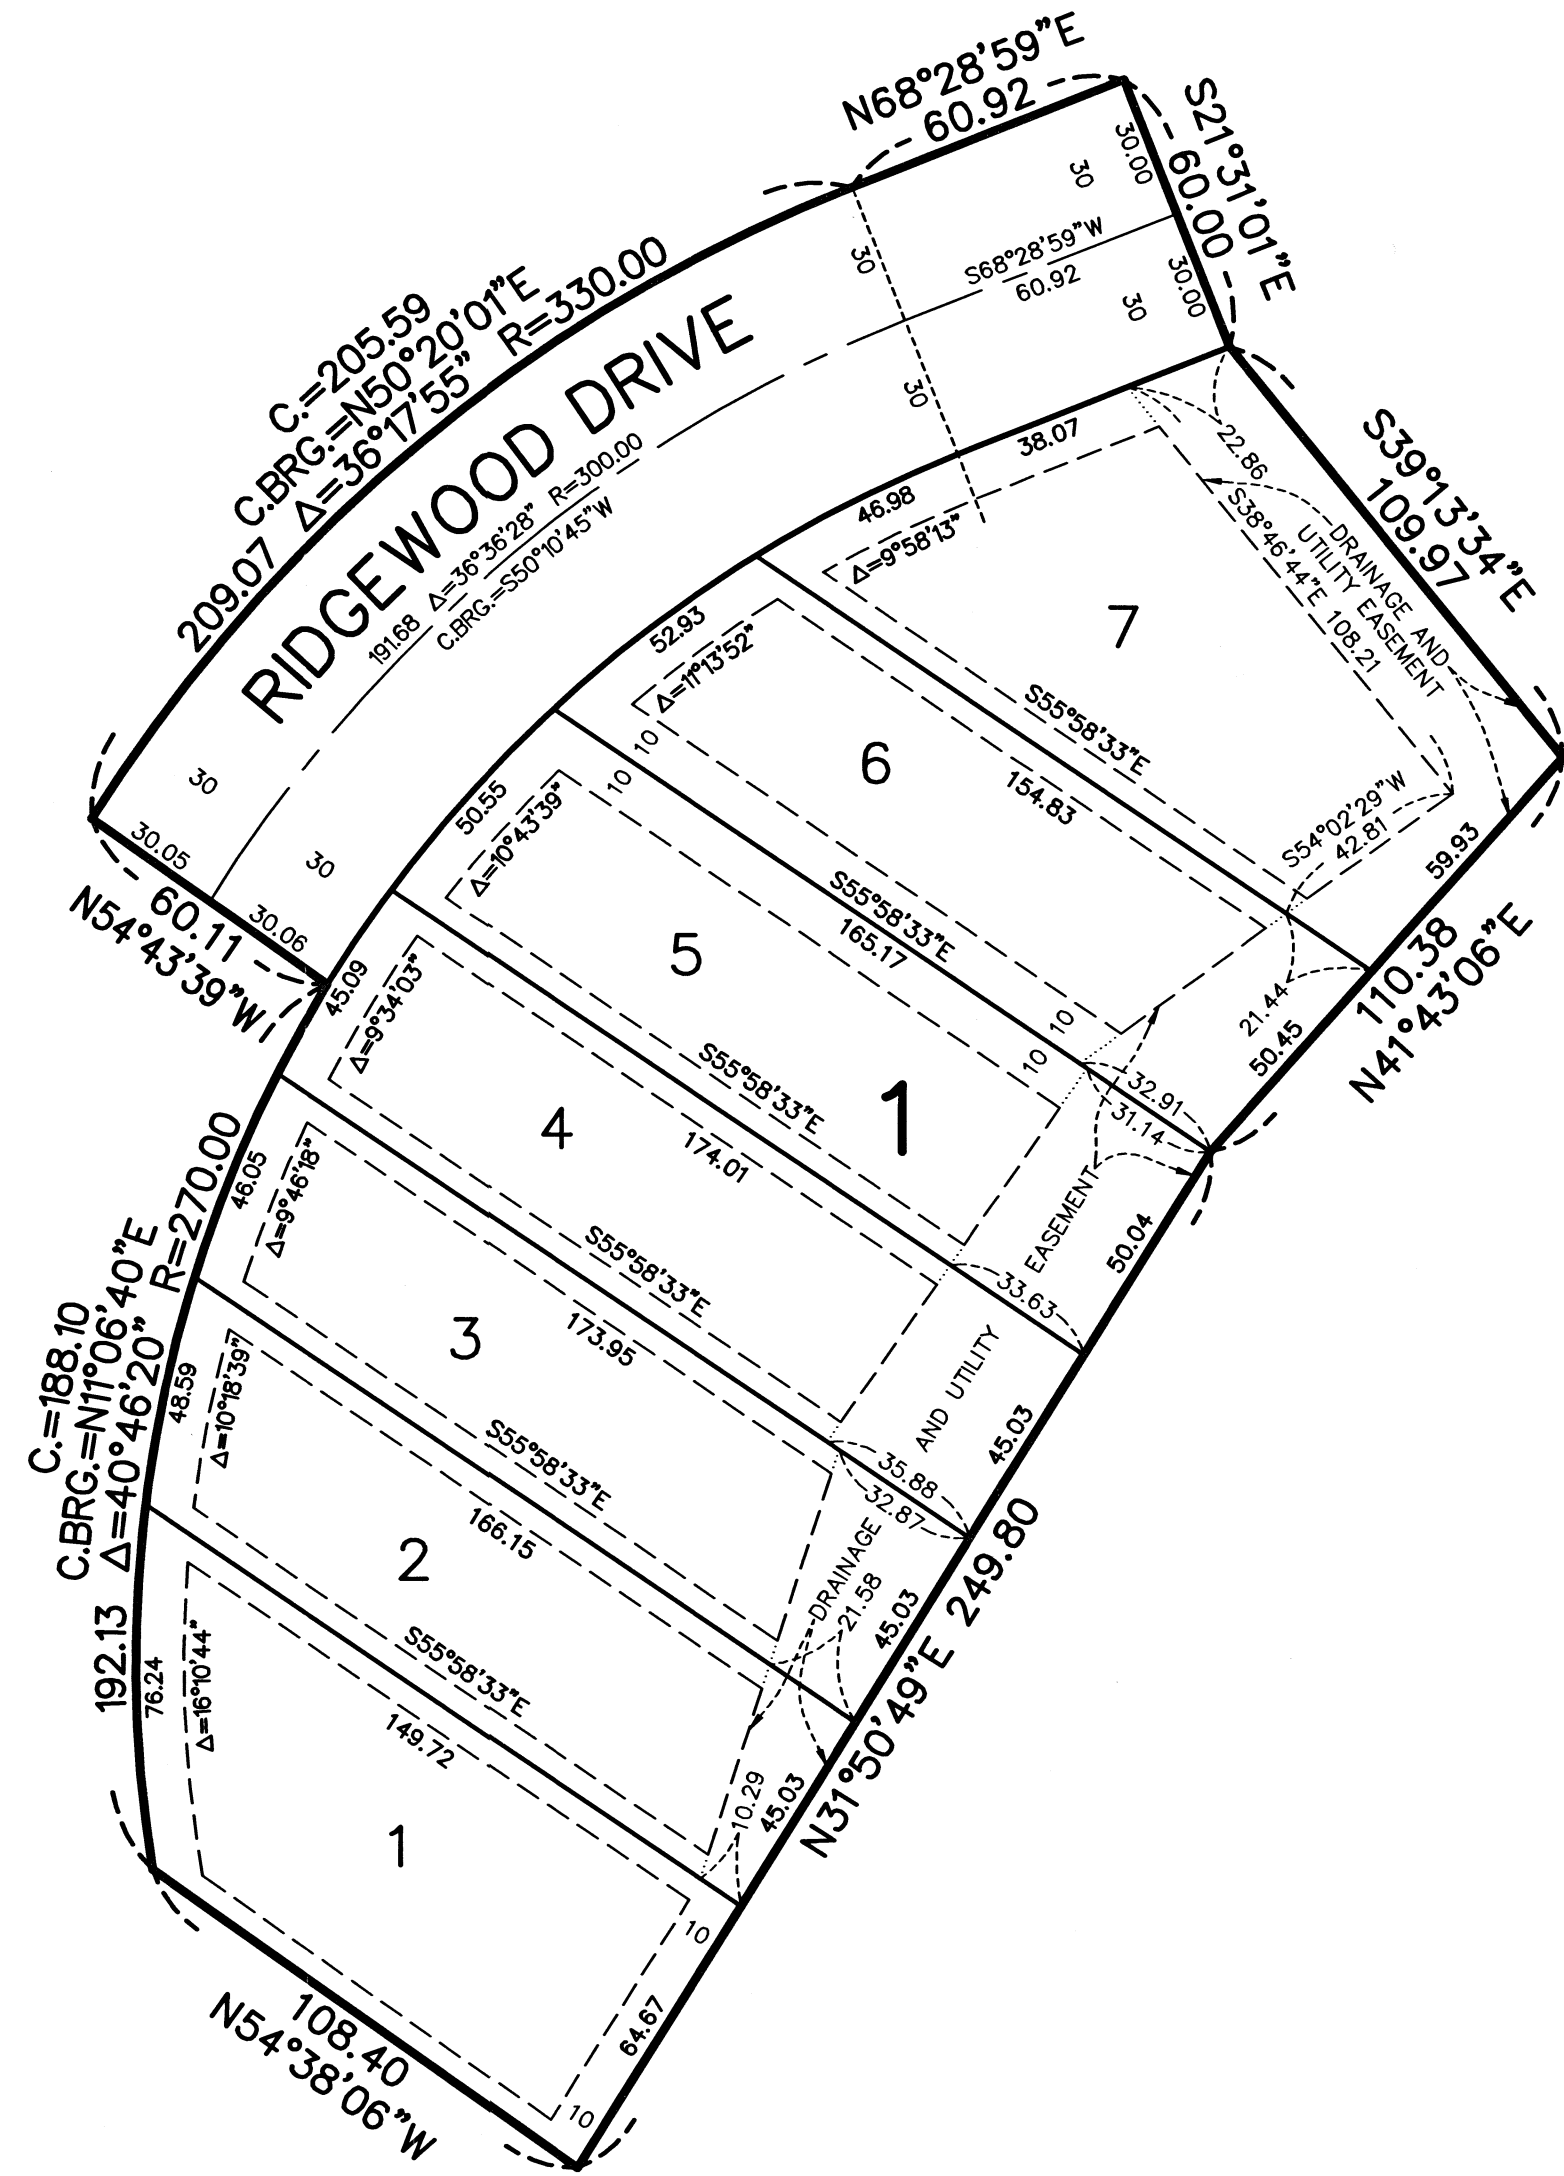 N68°28'59"E
60.92
S21°31'01"E
60.00
30.00
30.00
30
30
S68°28'59"W
60.92
30
30
C.=205.59
C.BRG.=N50°20'01"E
209.07 Δ=36°17'55" R=330.00
RIDGEWOOD DRIVE
191.68 Δ=36°36'28" R=300.00
C.BRG.=S50°10'45"W
30
30
30.05
30.06
60.11
N54°43'39"W
38.07
46.98
Δ=9°58'13"
22.86
S39°13'34"E
109.97
DRAINAGE AND
UTILITY EASEMENT
S38°46'44"E 108.21
7
S54°02'29"W
42.81
59.93
52.93
Δ=11°13'52"
S55°58'33"E
154.83
6
10
10
21.44
50.45
110.38
N41°43'06"E
50.55
Δ=10°43'39"
S55°58'33"E
165.17
5
10
10
32.91
31.14
1
45.09
Δ=9°34'03"
S55°58'33"E
174.01
4
EASEMENT
50.04
33.63
R=270.00
46.05
Δ=9°46'18"
S55°58'33"E
173.95
3
AND UTILITY
45.03
35.88
32.87
C.=188.10
C.BRG.=N11°06'40"E
192.13 Δ=40°46'20"
48.59
Δ=10°18'39"
S55°58'33"E
166.15
2
DRAINAGE
21.58
45.03
N31°50'49"E 249.80
76.24
Δ=16°10'44"
S55°58'33"E
149.72
10.29
45.03
1
10
64.67
10
108.40
N54°38'06"W